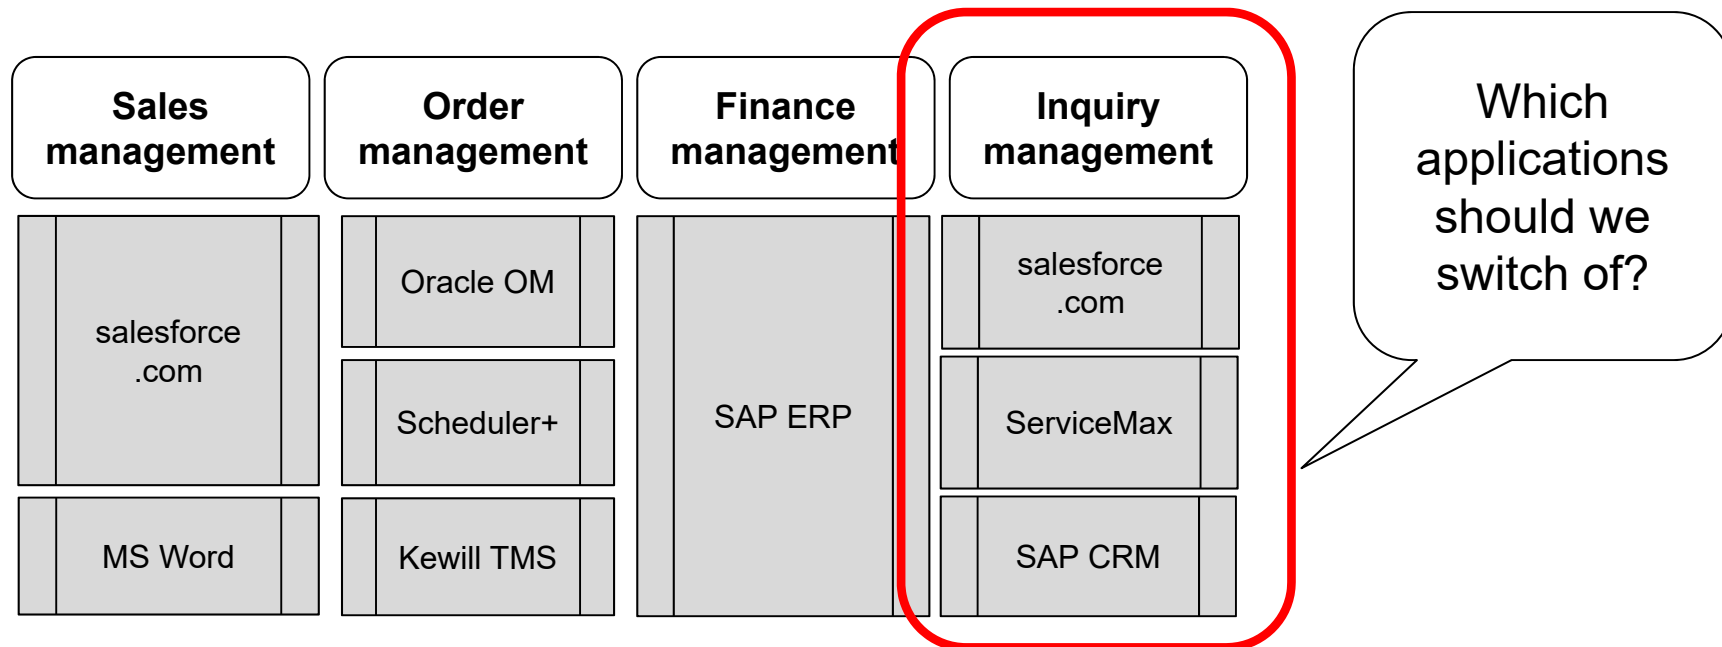 Sales
management
Order
management
Finance
management
Inquiry
management
salesforce
.com
MS Word
Oracle OM
Scheduler+
Kewill TMS
SAP ERP
salesforce
.com
ServiceMax
SAP CRM
Which
applications
should we
switch of?